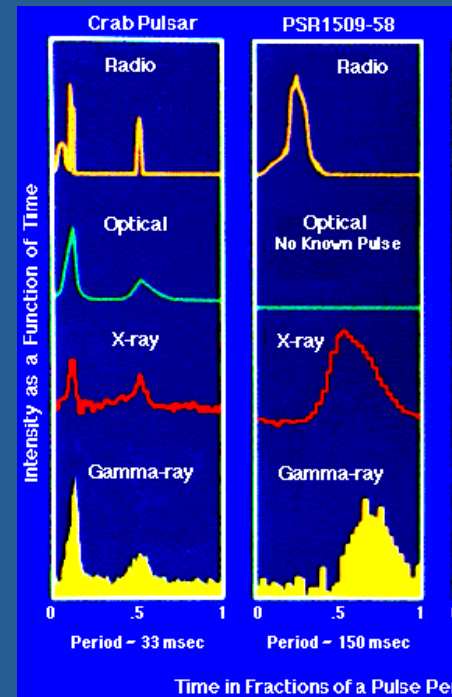 Crab Pulsar
PSR1509-58
Radio
Radio
Optical
Optical
No Known Pulse
X-ray
X-ray
Gamma-ray
Gamma-ray
Intensity as a Function of Time
0 .5 1
0 .5 1
Period ~ 33 msec
Period ~ 150 msec
Time in Fractions of a Pulse Pe